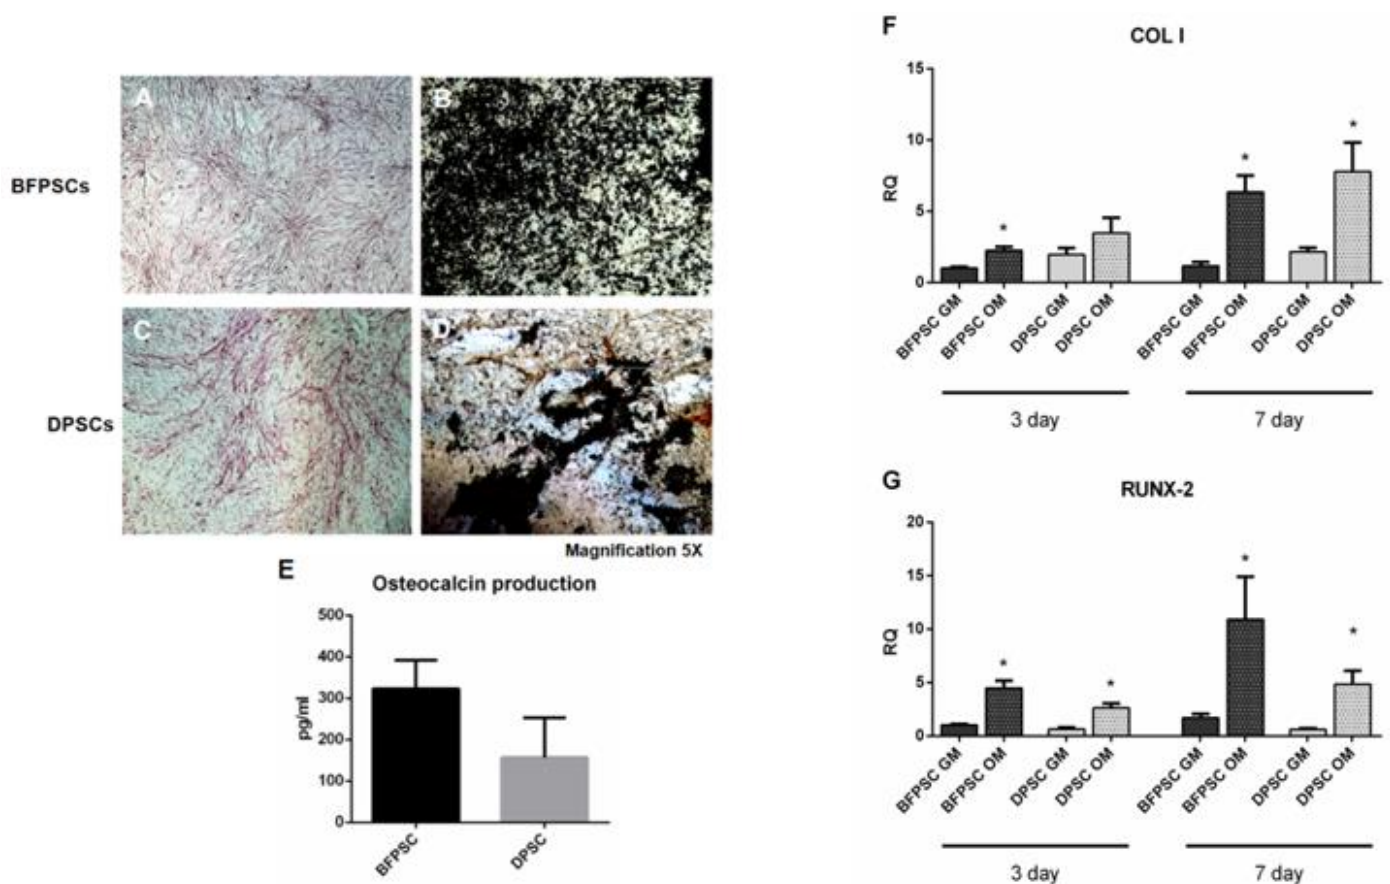 A
B
BFPSCs
C
D
DPSCs
Magnification 5X
E
Osteocalcin production
500
400
300
200
100
0
pg/ml
BFPSC
DPSC
F
COL I
15
10
5
0
RQ
*
*
*
BFPSC GM
BFPSC OM
DPSC GM
DPSC OM
BFPSC GM
BFPSC OM
DPSC GM
DPSC OM
3 day
7 day
G
RUNX-2
20
15
10
5
0
RQ
*
*
*
*
BFPSC GM
BFPSC OM
DPSC GM
DPSC OM
BFPSC GM
BFPSC OM
DPSC GM
DPSC OM
3 day
7 day